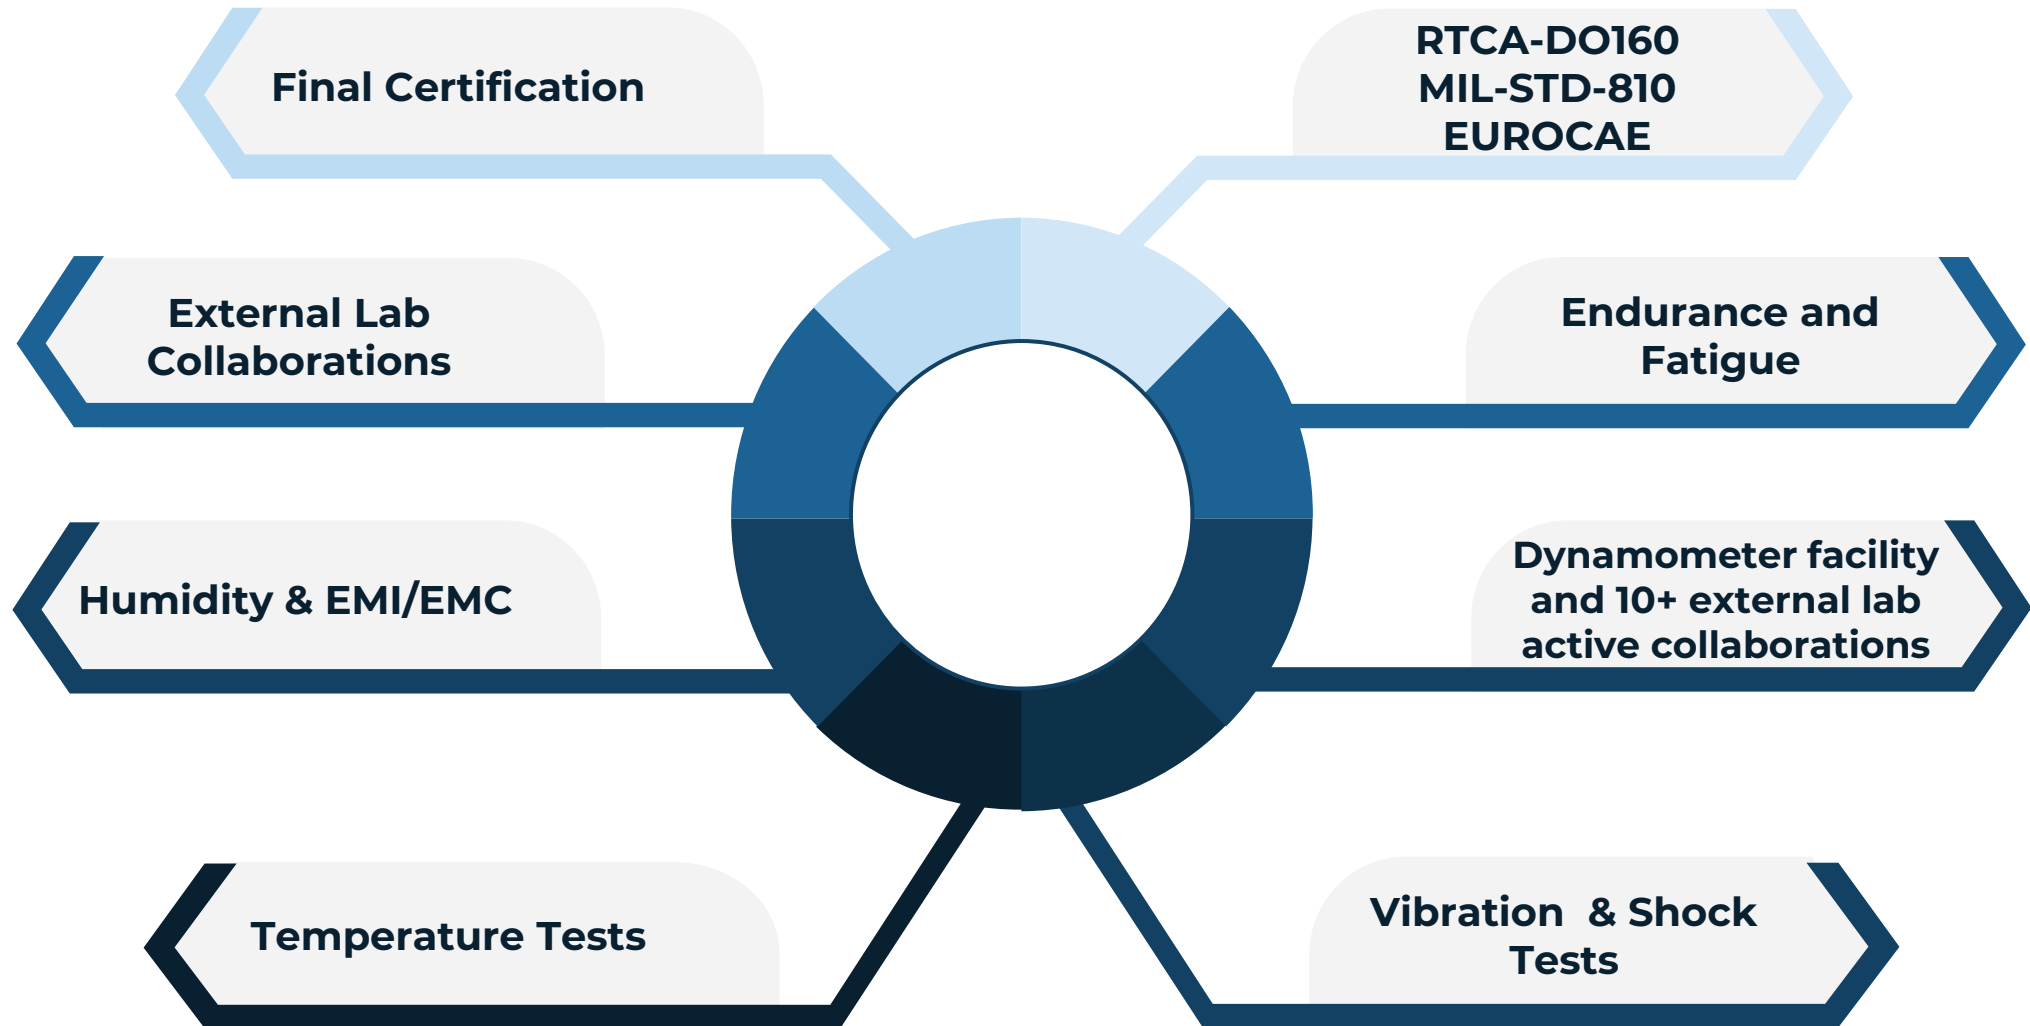 Final Certification
RTCA-DO160
MIL-STD-810
EUROCAE
External Lab
Collaborations
Endurance and
Fatigue
Humidity & EMI/EMC
Dynamometer facility
and 10+ external lab
active collaborations
Temperature Tests
Vibration  & Shock
Tests